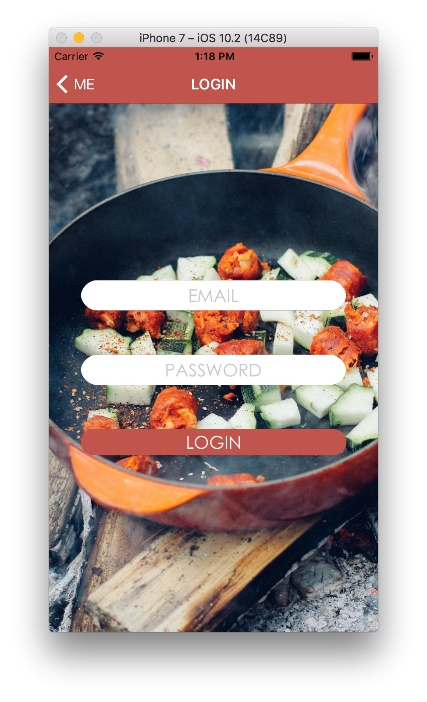 iPhone 7 – iOS 10.2 (14C89)
Carrier 1:18 PM
ME LOGIN
EMAIL
PASSWORD
LOGIN